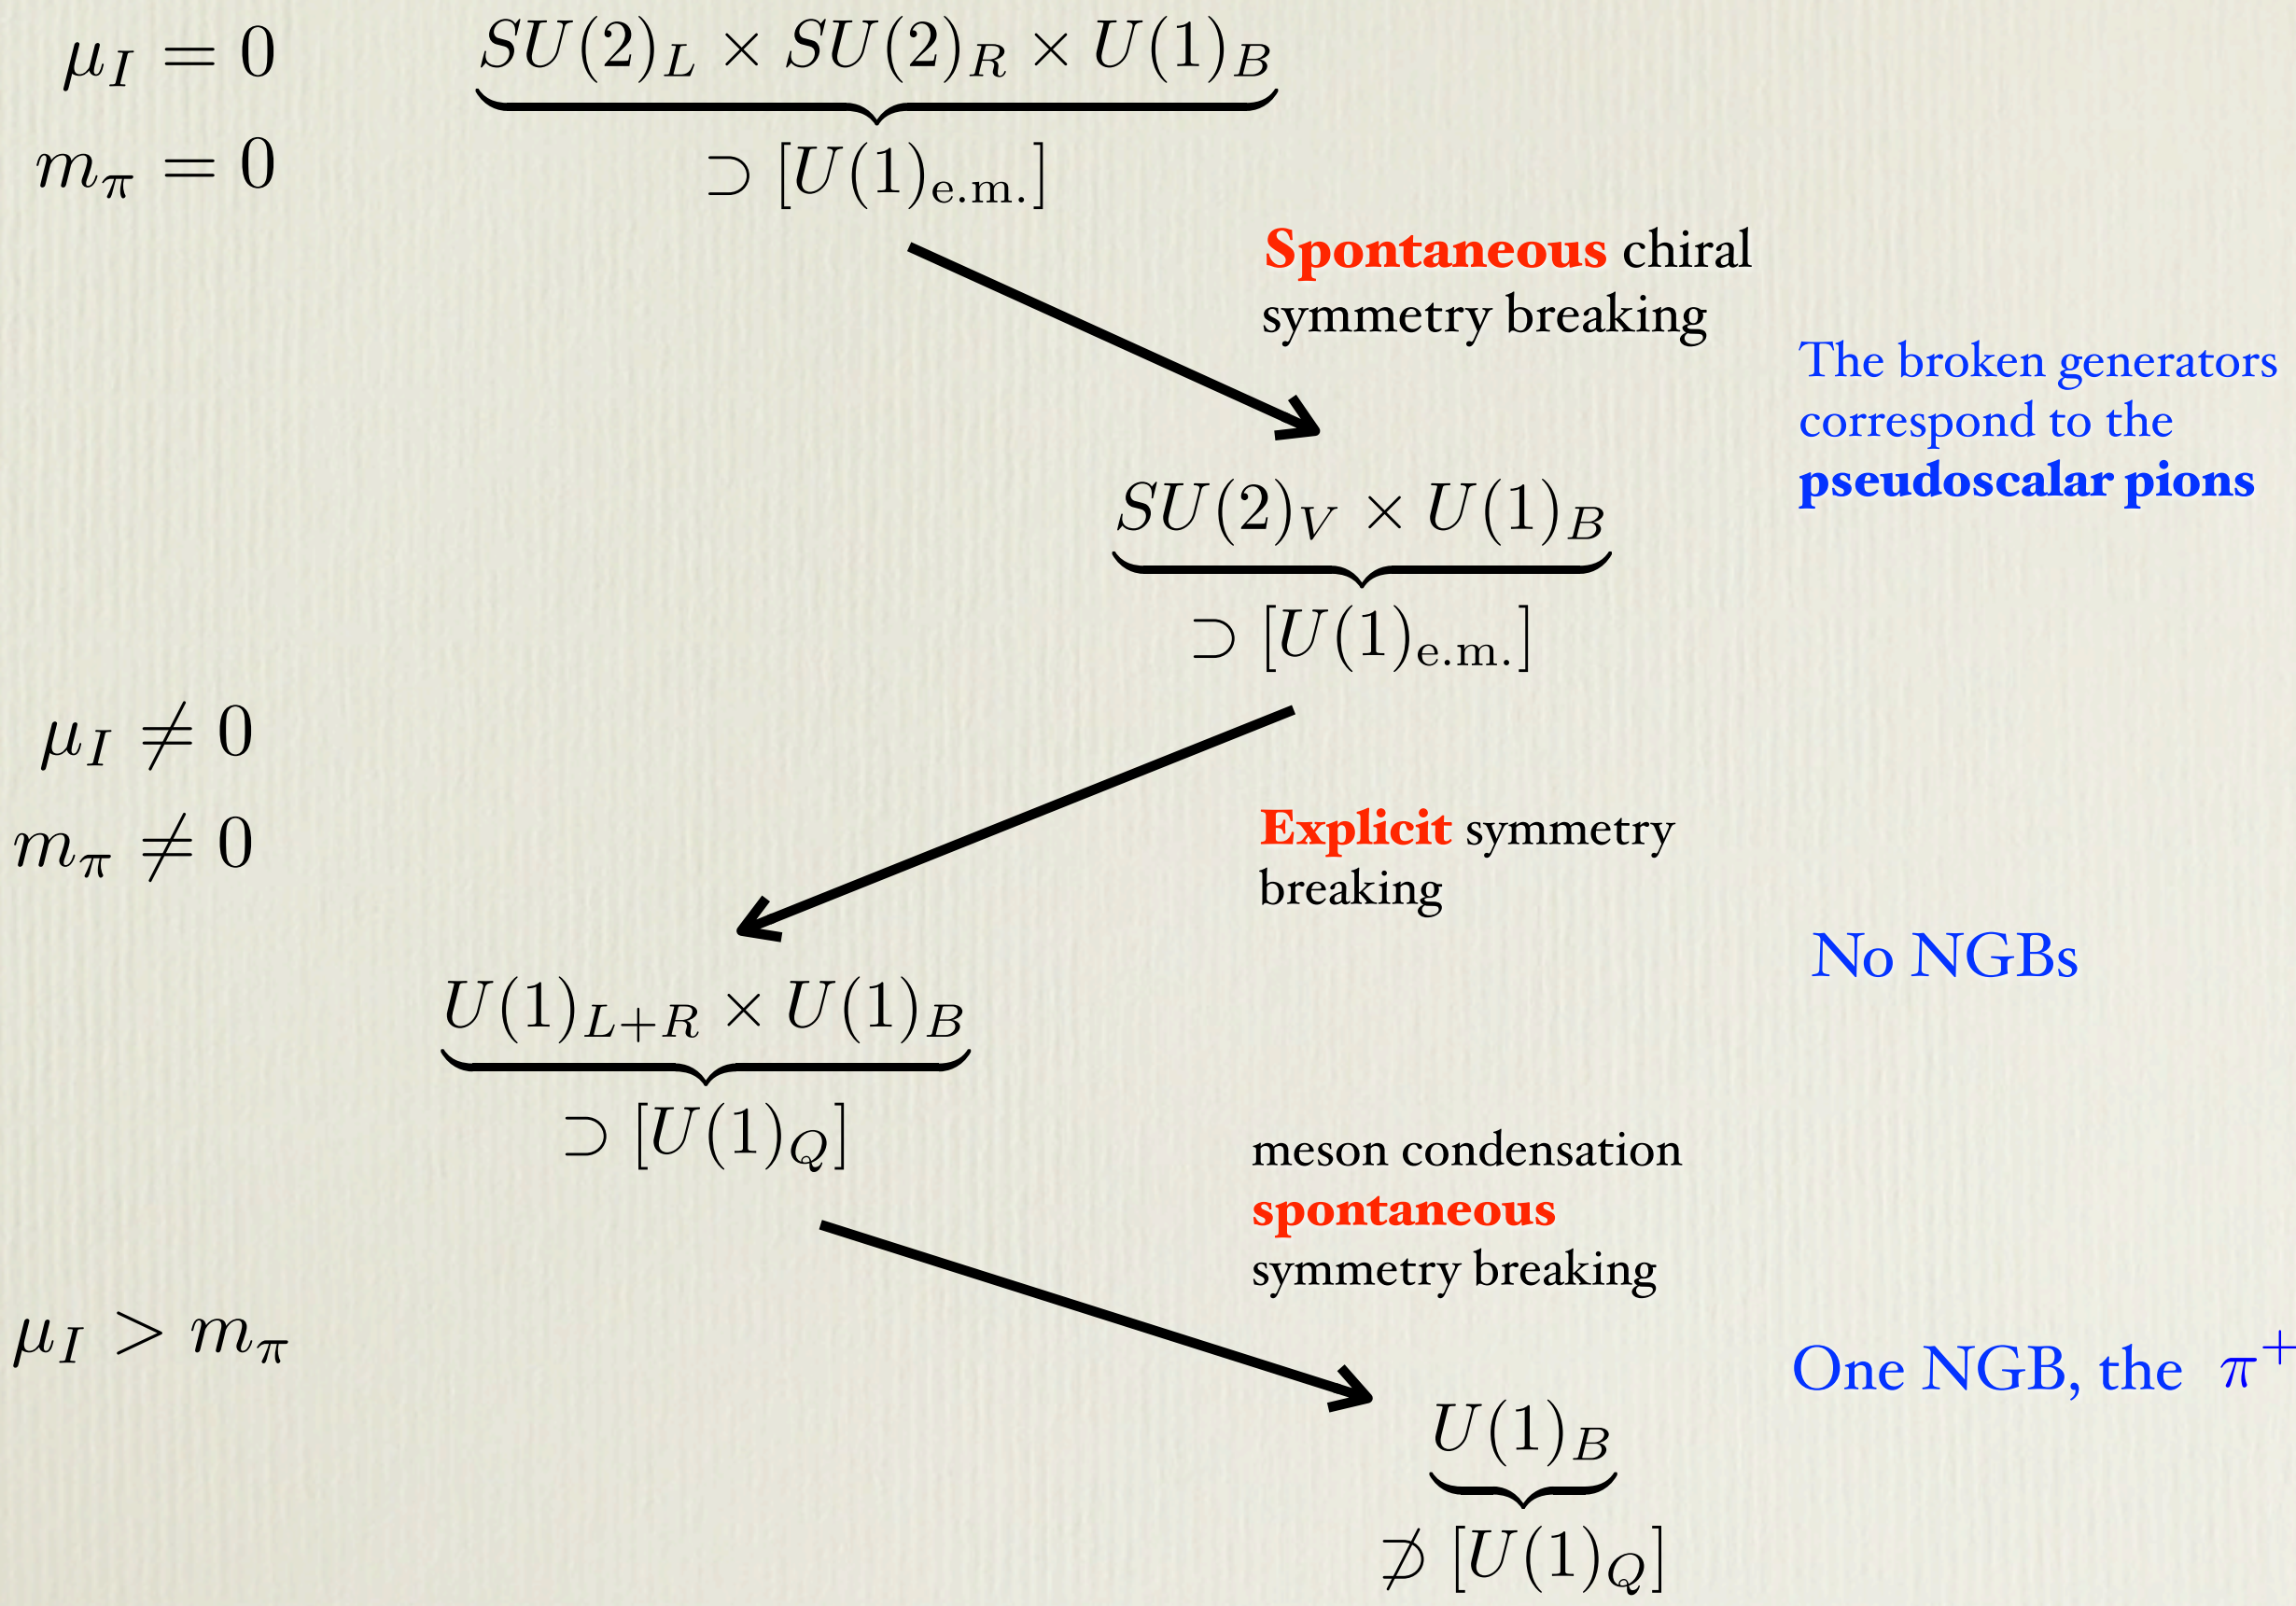 μ_I = 0
SU(2)_L × SU(2)_R × U(1)_B
m_π = 0
⊃ [U(1)_e.m.]
Spontaneous chiral
symmetry breaking
The broken generators
correspond to the
pseudoscalar pions
SU(2)_V × U(1)_B
⊃ [U(1)_e.m.]
μ_I ≠ 0
m_π ≠ 0
Explicit symmetry
breaking
No NGBs
U(1)_{L+R} × U(1)_B
⊃ [U(1)_Q]
meson condensation
spontaneous
symmetry breaking
μ_I > m_π
One NGB, the π⁺
U(1)_B
⊅ [U(1)_Q]